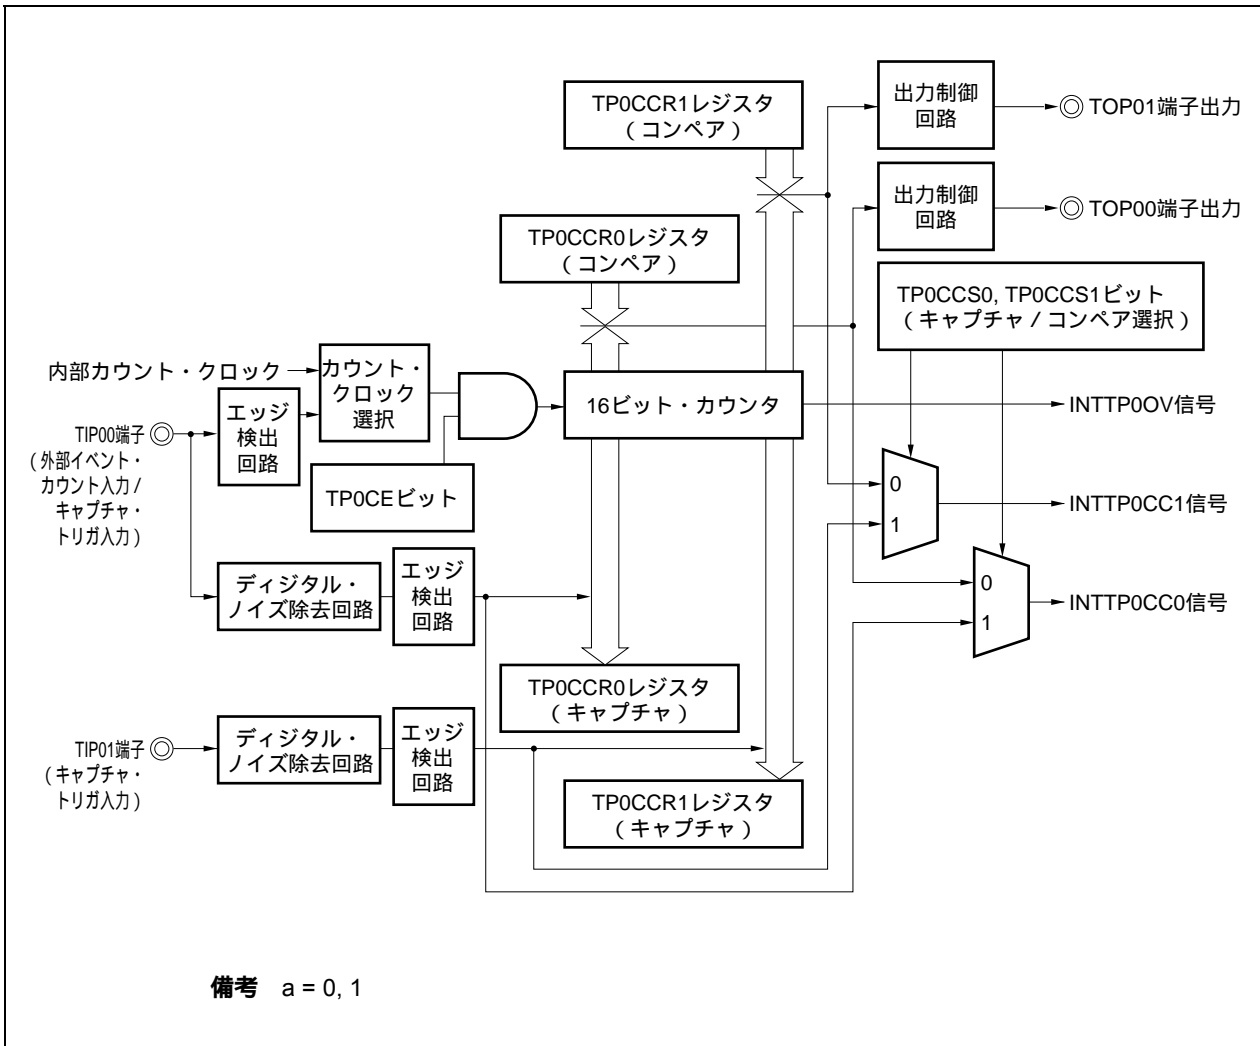 TP0CCR1レジスタ
(コンペア)
出力制御
回路
TOP01端子出力
出力制御
回路
TOP00端子出力
TP0CCR0レジスタ
(コンペア)
TP0CCS0, TP0CCS1ビット
(キャプチャ/コンペア選択)
内部カウント・クロック
カウント・
クロック
選択
16ビット・カウンタ
INTTP0OV信号
TIP00端子
(外部イベント・
カウント入力/
キャプチャ・
トリガ入力)
エッジ
検出
回路
TP0CEビット
0
1
INTTP0CC1信号
ディジタル・
ノイズ除去回路
エッジ
検出
回路
0
1
INTTP0CC0信号
TP0CCR0レジスタ
(キャプチャ)
TIP01端子
(キャプチャ・
トリガ入力)
ディジタル・
ノイズ除去回路
エッジ
検出
回路
TP0CCR1レジスタ
(キャプチャ)
備考 a = 0, 1